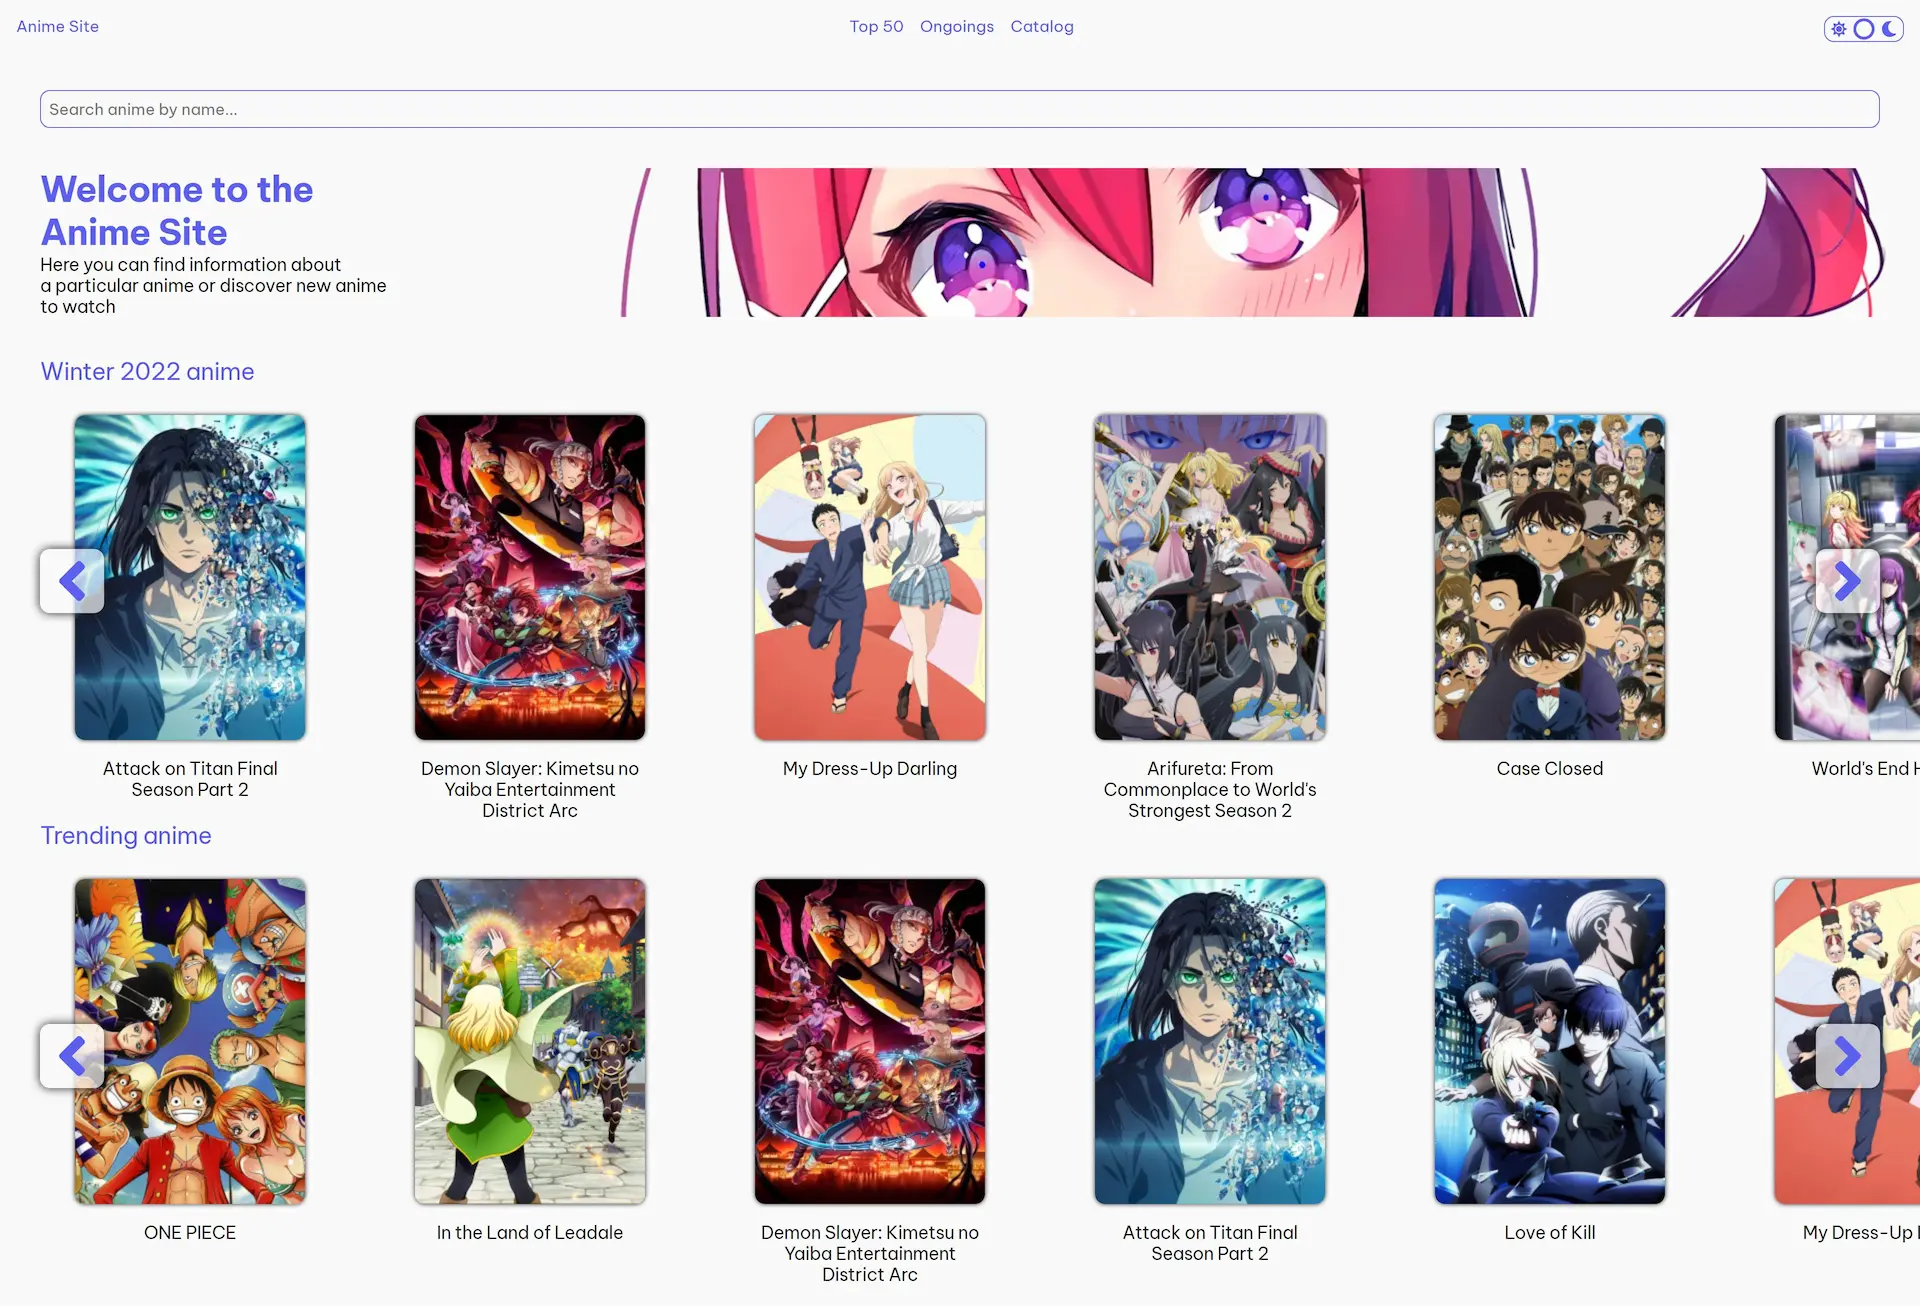 Anime Site
Top 50 Ongoings Catalog
Search anime by name...
Welcome to the
Anime Site
Here you can find information about
a particular anime or discover new anime
to watch
Winter 2022 anime
Attack on Titan Final
Season Part 2
Demon Slayer: Kimetsu no
Yaiba Entertainment
District Arc
My Dress-Up Darling
Arifureta: From
Commonplace to World's
Strongest Season 2
Case Closed
World's End
Trending anime
ONE PIECE
In the Land of Leadale
Demon Slayer: Kimetsu no
Yaiba Entertainment
District Arc
Attack on Titan Final
Season Part 2
Love of Kill
My Dress-Up